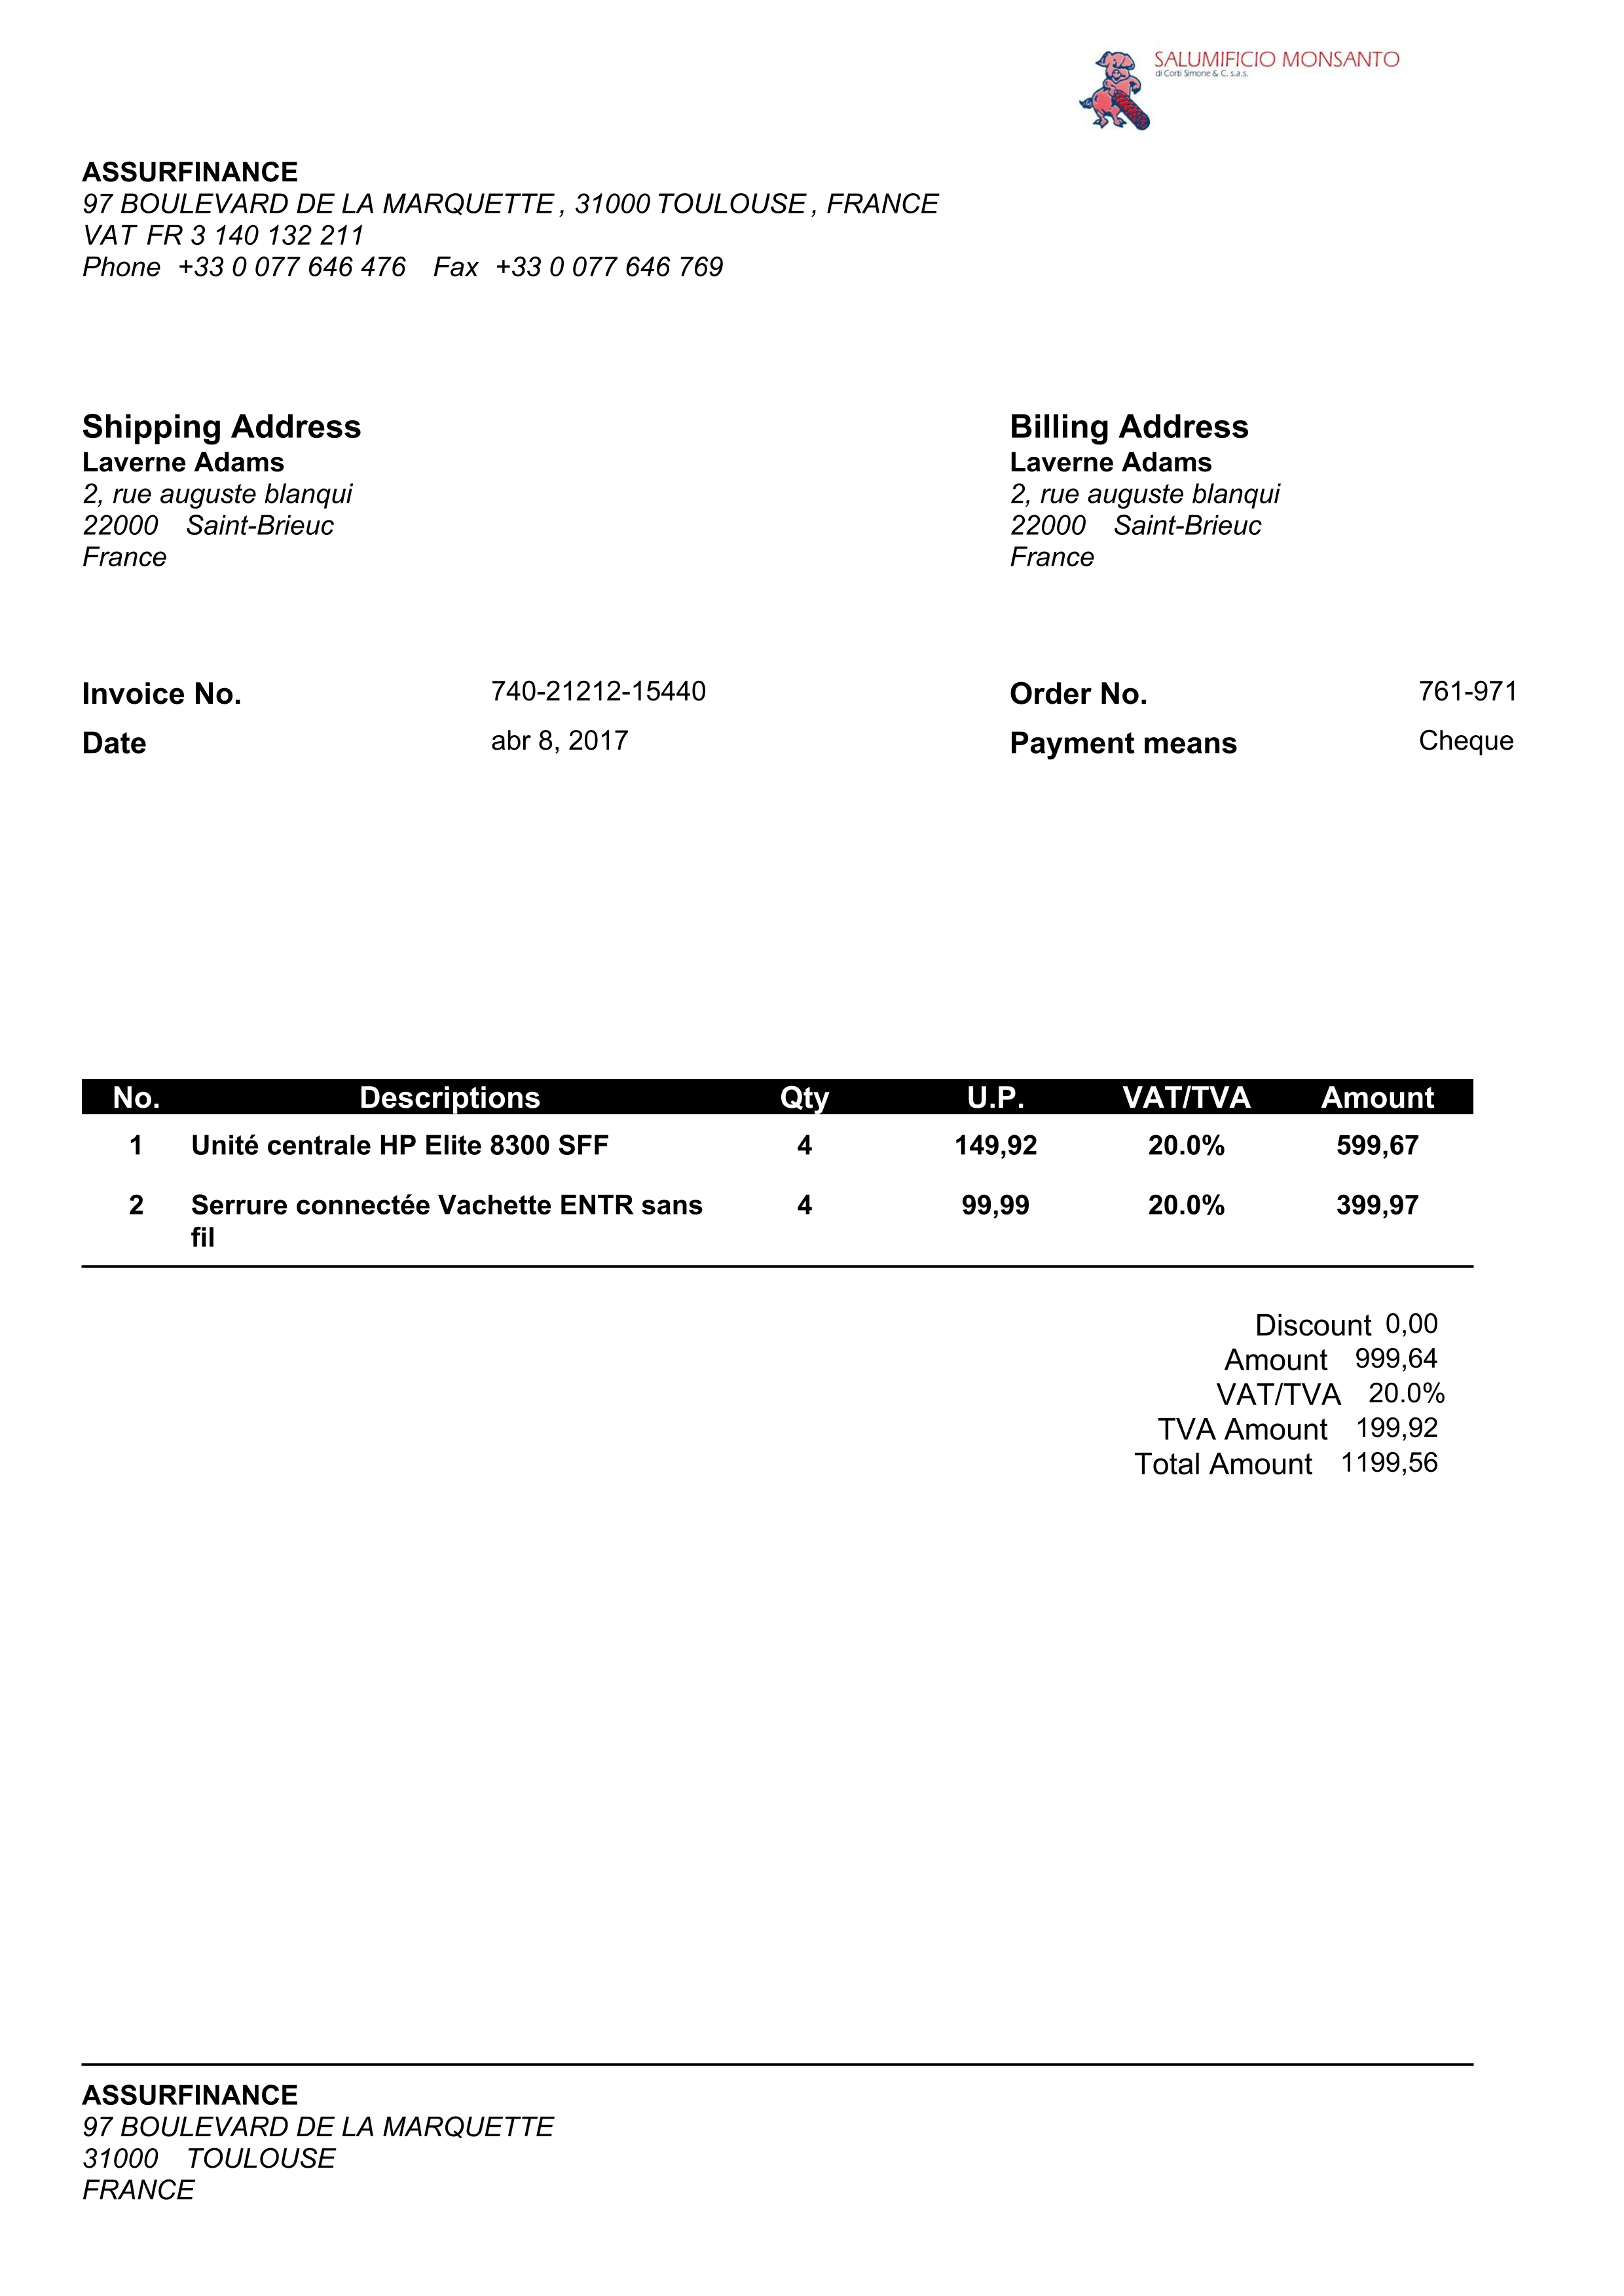 SALUMIFICIO MONSANTO
di Corti Simone & C. s.a.s.
ASSURFINANCE
97 BOULEVARD DE LA MARQUETTE , 31000 TOULOUSE , FRANCE
VAT FR 3 140 132 211
Phone +33 0 077 646 476 Fax +33 0 077 646 769
Shipping Address
Laverne Adams
2, rue auguste blanqui
22000 Saint-Brieuc
France
Billing Address
Laverne Adams
2, rue auguste blanqui
22000 Saint-Brieuc
France
Invoice No. 740-21212-15440
Date abr 8, 2017
Order No. 761-971
Payment means Cheque
No. Descriptions Qty U.P. VAT/TVA Amount
1 Unité centrale HP Elite 8300 SFF 4 149,92 20.0% 599,67
2 Serrure connectée Vachette ENTR sans 4 99,99 20.0% 399,97
fil
Discount 0,00
Amount 999,64
VAT/TVA 20.0%
TVA Amount 199,92
Total Amount 1199,56
ASSURFINANCE
97 BOULEVARD DE LA MARQUETTE
31000 TOULOUSE
FRANCE